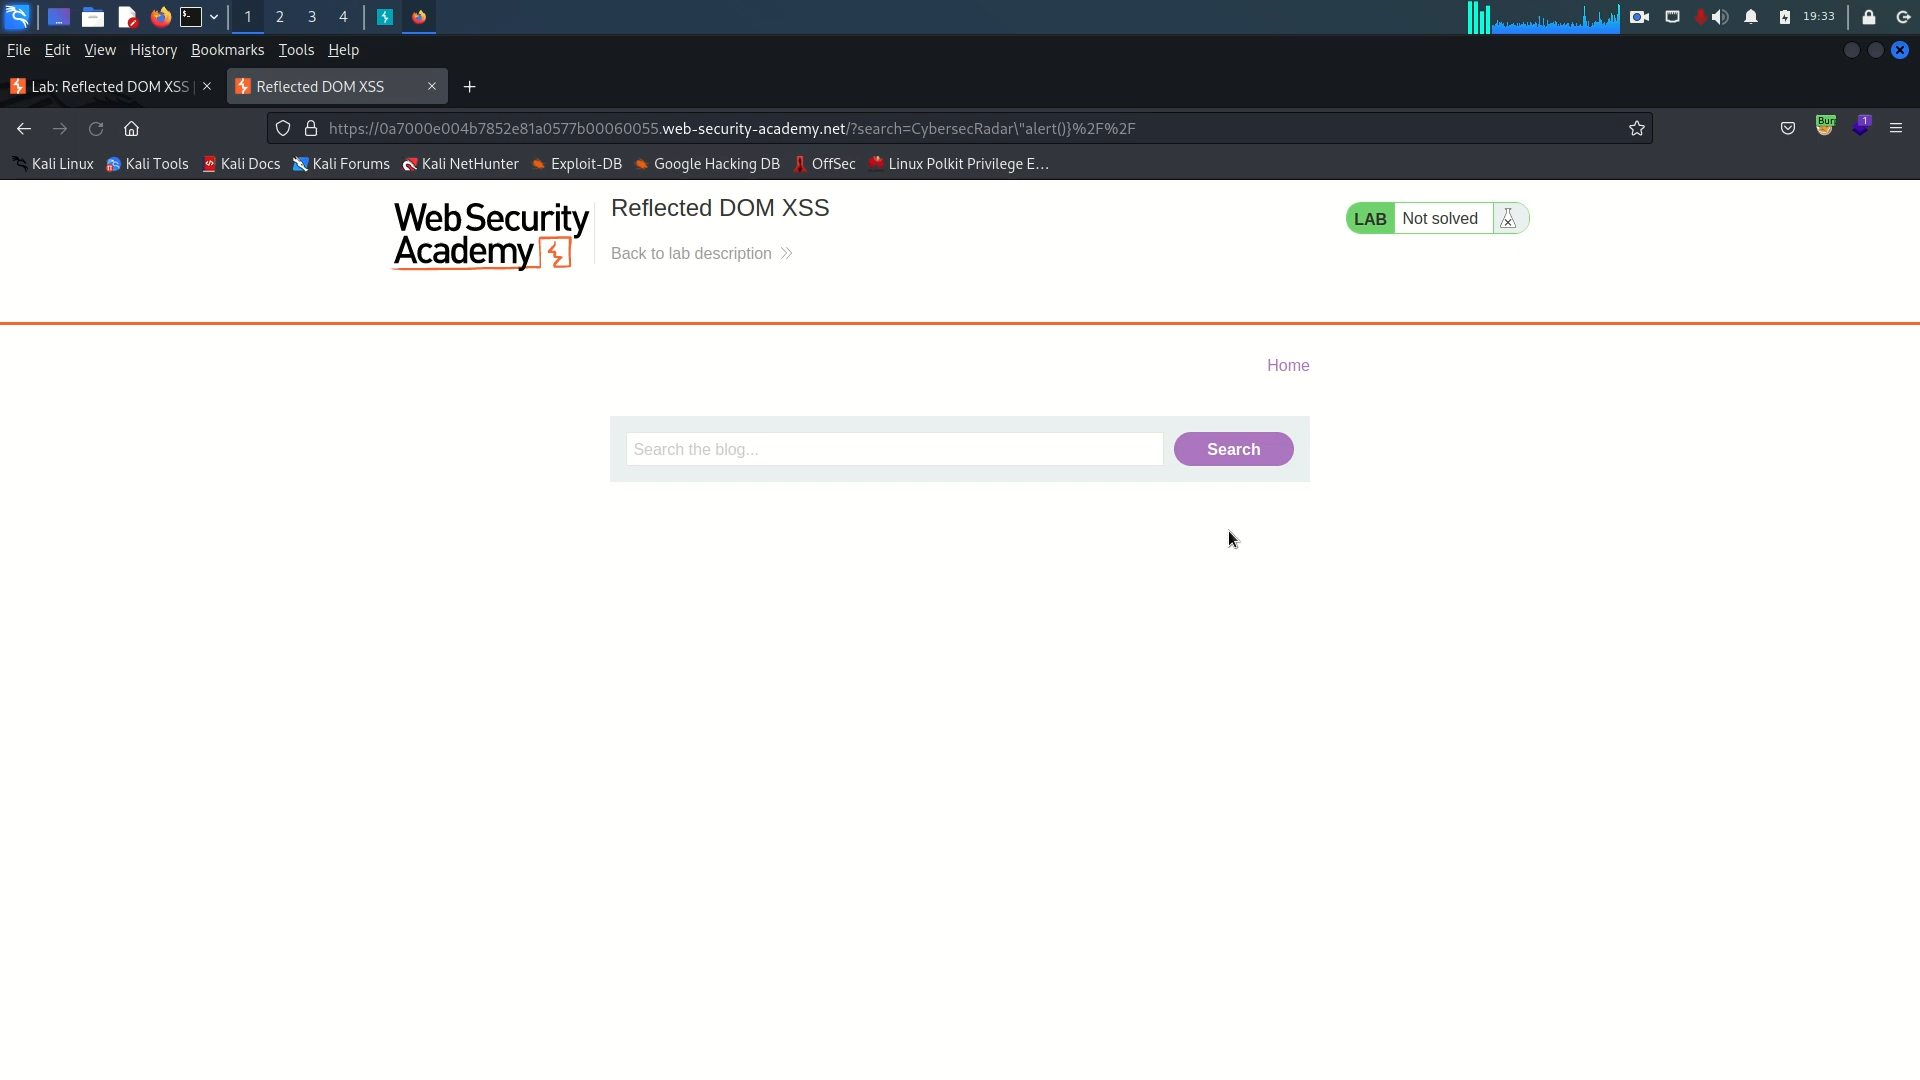 1 2 3 4 19:33
File Edit View History Bookmarks Tools Help
Lab: Reflected DOM XSS Reflected DOM XSS
https://0a7000e004b7852e81a0577b00060055.web-security-academy.net/?search=CybersecRadar\"alert()}%2F%2F
Bur 1
Kali Linux Kali Tools Kali Docs Kali Forums Kali NetHunter Exploit-DB Google Hacking DB OffSec Linux Polkit Privilege E…
Web Security
Academy
Reflected DOM XSS
Back to lab description
LAB Not solved
Home
Search the blog... Search